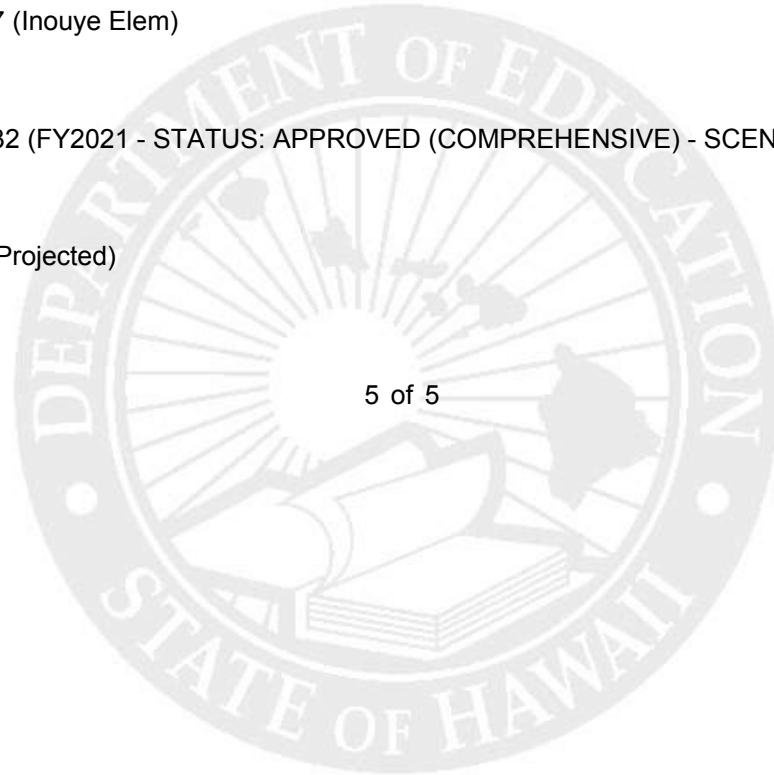 7 (Inouye Elem)
32 (FY2021 - STATUS: APPROVED (COMPREHENSIVE) - SCEN
Projected)
5 of 5
DEPARTMENT OF EDUCATION
STATE OF HAWAII